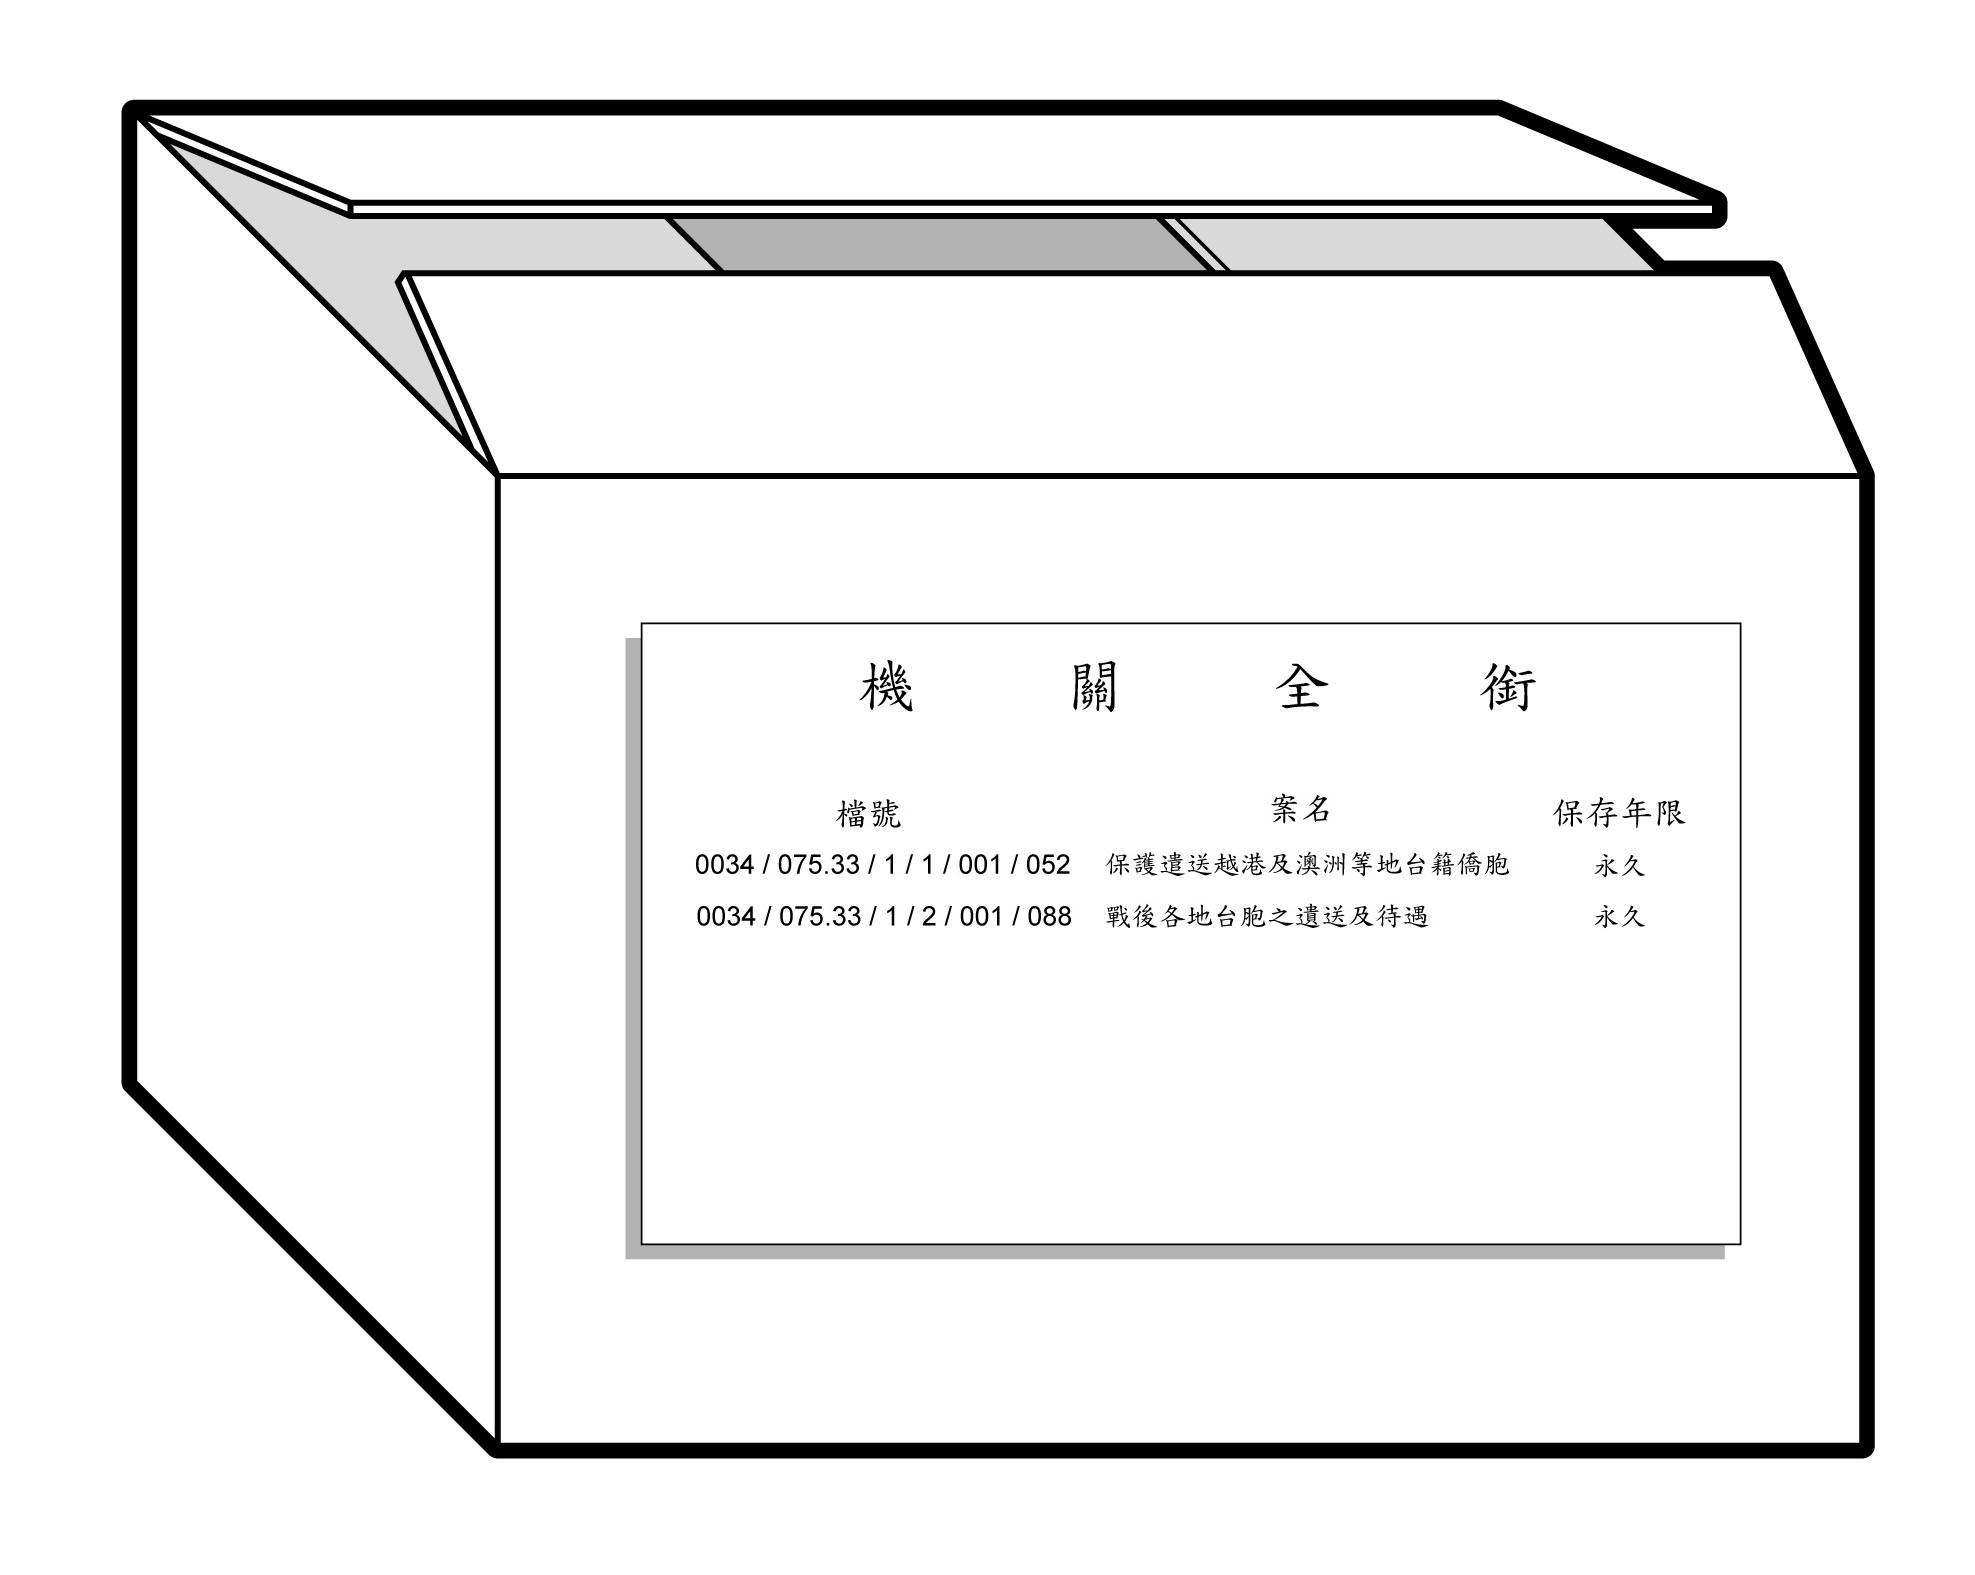 機關全銜
檔號 案名 保存年限
0034 / 075.33 / 1 / 1 / 001 / 052 保護遣送越港及澳洲等地台籍僑胞 永久
0034 / 075.33 / 1 / 2 / 001 / 088 戰後各地台胞之遺送及待遇 永久